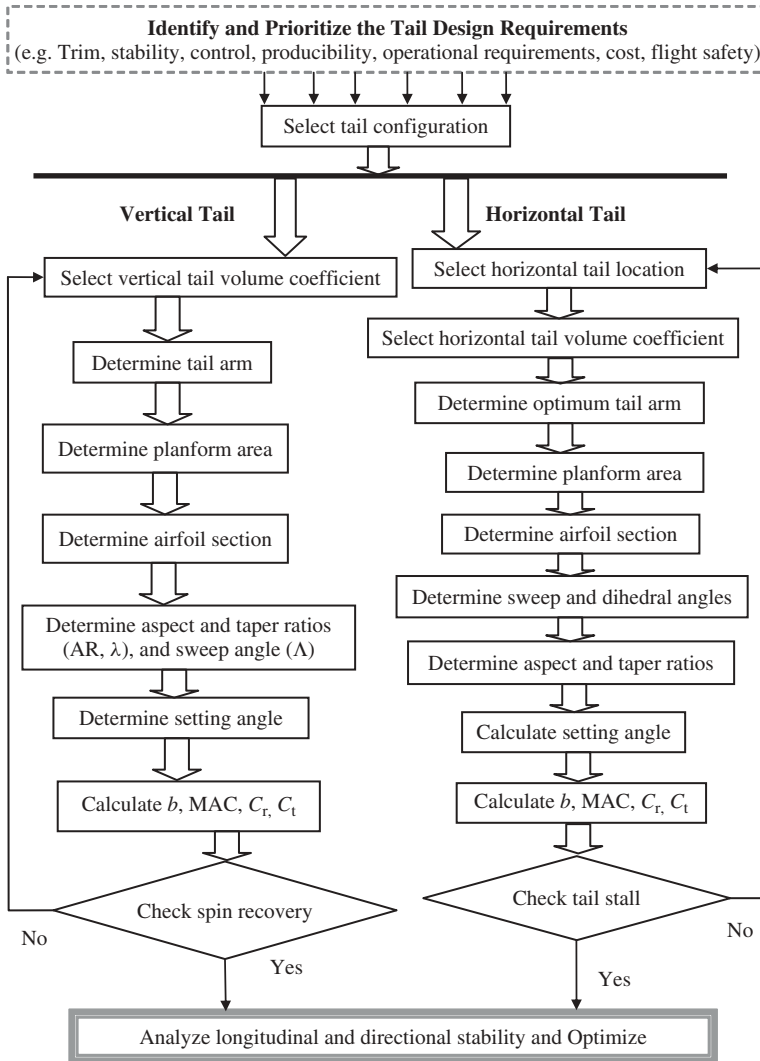 Identify and Prioritize the Tail Design Requirements
(e.g. Trim, stability, control, producibility, operational requirements, cost, flight safety)
Select tail configuration
Vertical Tail
Select vertical tail volume coefficient
Determine tail arm
Determine planform area
Determine airfoil section
Determine aspect and taper ratios
(AR, λ), and sweep angle (Λ)
Determine setting angle
Calculate b, MAC, Cr, Ct
Check spin recovery
No
Yes
Horizontal Tail
Select horizontal tail location
Select horizontal tail volume coefficient
Determine optimum tail arm
Determine planform area
Determine airfoil section
Determine sweep and dihedral angles
Determine aspect and taper ratios
Calculate setting angle
Calculate b, MAC, Cr, Ct
Check tail stall
No
Yes
Analyze longitudinal and directional stability and Optimize